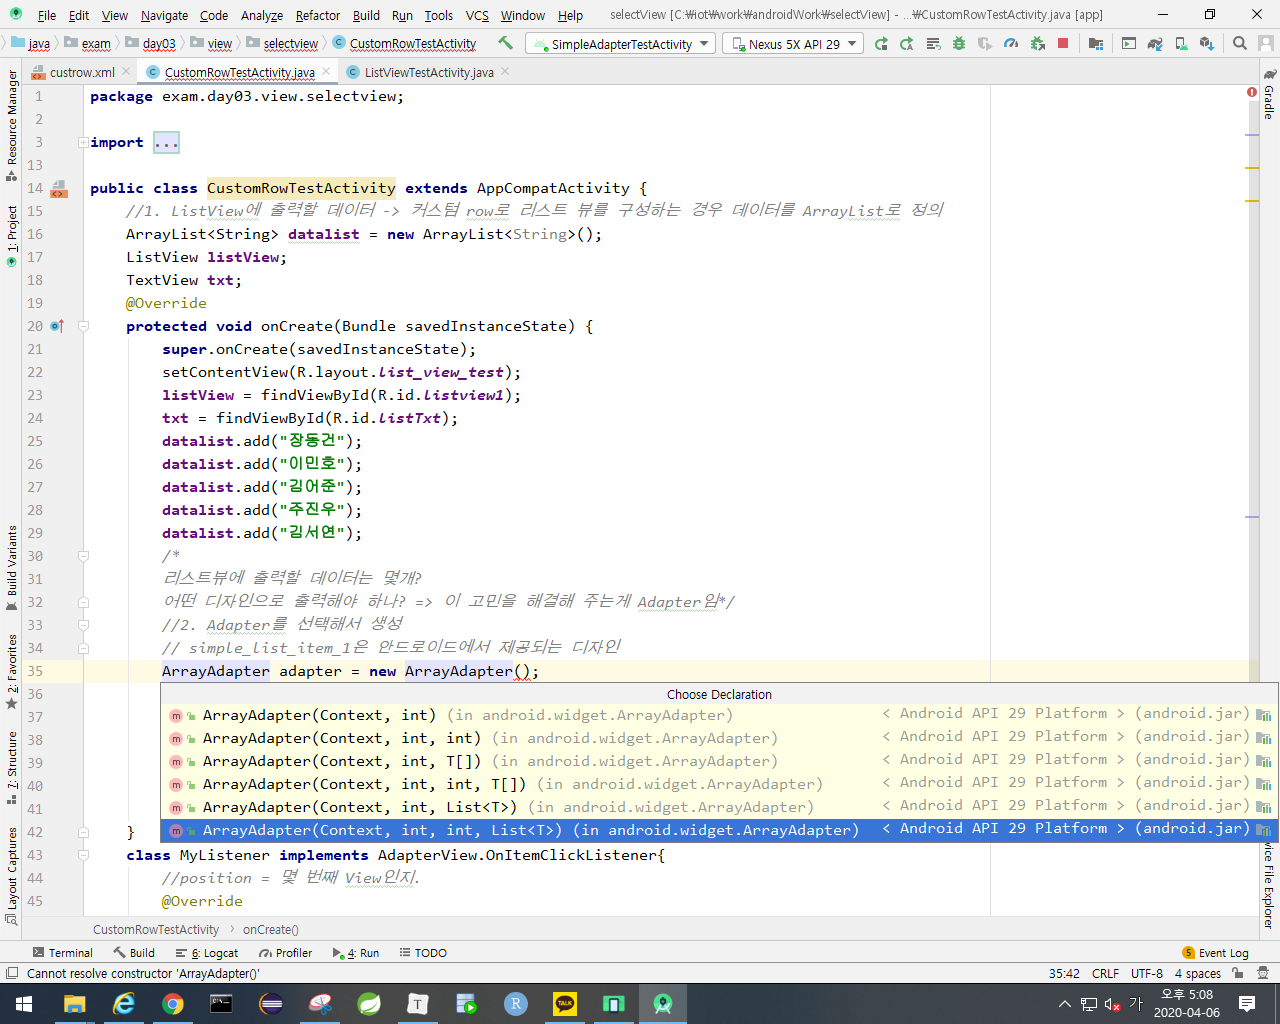 File Edit View Navigate Code Analyze Refactor Build Run Tools VCS Window Help selectView [C:₩iot₩work₩androidWork₩selectView] - ...₩CustomRowTestActivity.java [app]
java exam day03 view selectview CustomRowTestActivity SimpleAdapterTestActivity Nexus 5X API 29
custrow.xml CustomRowTestActivity.java ListViewTestActivity.java
Resource Manager
1: Project
Build Variants
2: Favorites
7: Structure
Layout Captures
Gradle
vice File Explorer
1 package exam.day03.view.selectview;
2
3 import ...
13
14 public class CustomRowTestActivity extends AppCompatActivity {
15 //1. ListView에 출력할 데이터 -> 커스텀 row로 리스트 뷰를 구성하는 경우 데이터를 ArrayList로 정의
16 ArrayList<String> datalist = new ArrayList<String>();
17 ListView listView;
18 TextView txt;
19 @Override
20 protected void onCreate(Bundle savedInstanceState) {
21 super.onCreate(savedInstanceState);
22 setContentView(R.layout.list_view_test);
23 listView = findViewById(R.id.listview1);
24 txt = findViewById(R.id.listTxt);
25 datalist.add("장동건");
26 datalist.add("이민호");
27 datalist.add("김어준");
28 datalist.add("주진우");
29 datalist.add("김서연");
30 /*
31 리스트뷰에 출력할 데이터는 몇개?
32 어떤 디자인으로 출력해야 하나? => 이 고민을 해결해 주는게 Adapter임*/
33 //2. Adapter를 선택해서 생성
34 // simple_list_item_1은 안드로이드에서 제공되는 디자인
35 ArrayAdapter adapter = new ArrayAdapter();
36 Choose Declaration
37 m ArrayAdapter(Context, int) (in android.widget.ArrayAdapter) < Android API 29 Platform > (android.jar)
38 m ArrayAdapter(Context, int, int) (in android.widget.ArrayAdapter) < Android API 29 Platform > (android.jar)
39 m ArrayAdapter(Context, int, T[]) (in android.widget.ArrayAdapter) < Android API 29 Platform > (android.jar)
40 m ArrayAdapter(Context, int, int, T[]) (in android.widget.ArrayAdapter) < Android API 29 Platform > (android.jar)
41 m ArrayAdapter(Context, int, List<T>) (in android.widget.ArrayAdapter) < Android API 29 Platform > (android.jar)
m ArrayAdapter(Context, int, int, List<T>) (in android.widget.ArrayAdapter) < Android API 29 Platform > (android.jar)
42 }
43 class MyListener implements AdapterView.OnItemClickListener{
44 //position = 몇 번째 View인지.
45 @Override
CustomRowTestActivity onCreate()
Terminal Build 6: Logcat Profiler 4: Run TODO 5 Event Log
Cannot resolve constructor 'ArrayAdapter()' 35:42 CRLF UTF-8 4 spaces
T R TALK 가 오후 5:08
2020-04-06